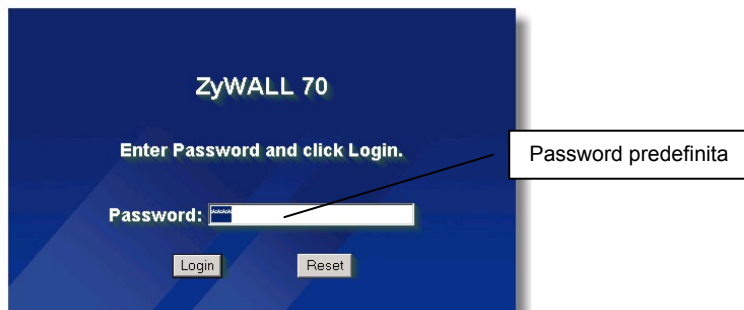 ZyWALL 70
Enter Password and click Login.
Password: ****
Password predefinita
Login
Reset